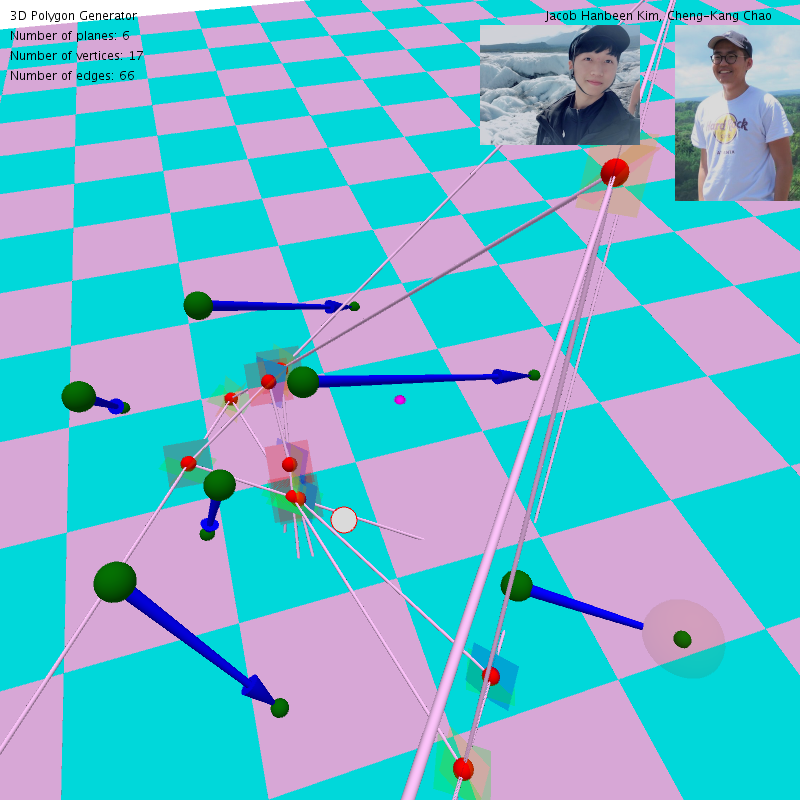 3D Polygon Generator
Jacob Hanbeen Kim, Cheng-Kang Chao
Number of planes: 6
Number of vertices: 17
Number of edges: 66